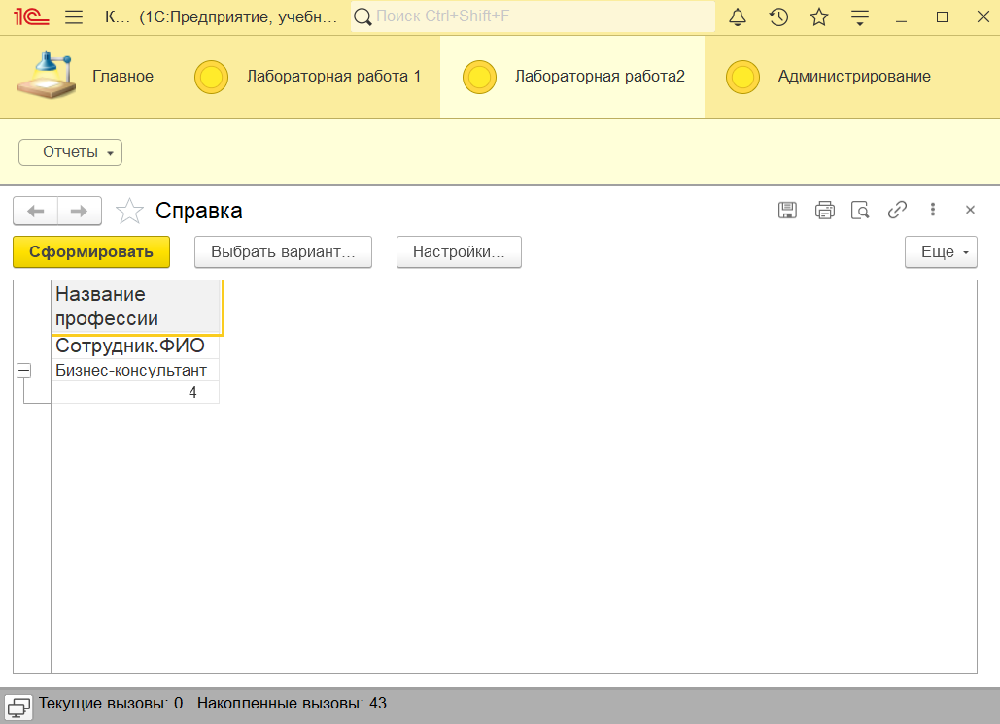 1С К... (1С:Предприятие, учебн... Поиск Ctrl+Shift+F
Главное Лабораторная работа 1 Лабораторная работа2 Администрирование
Отчеты
Справка
Сформировать Выбрать вариант... Настройки... Еще
Название
профессии
Сотрудник.ФИО
Бизнес-консультант
4
Текущие вызовы: 0 Накопленные вызовы: 43